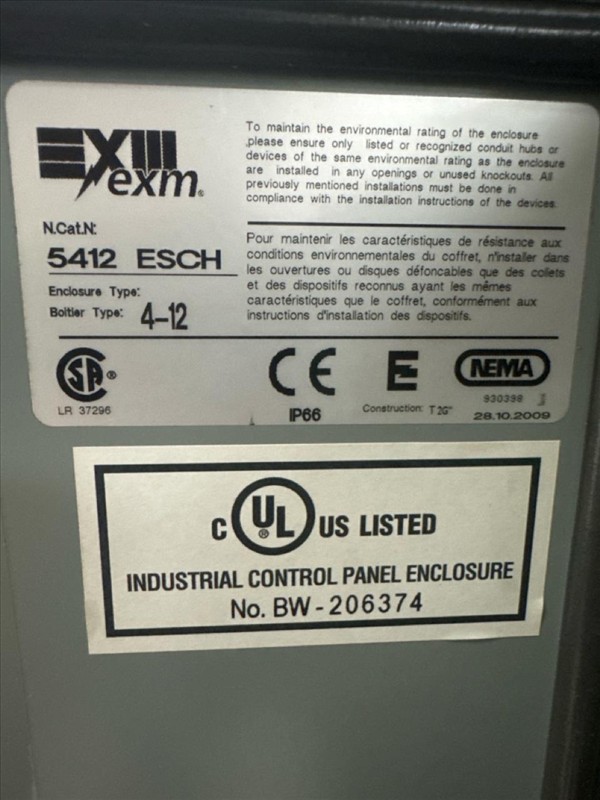 exm®
To maintain the environmental rating of the enclosure
please ensure only listed or recognized conduit hubs or
devices of the same environmental rating as the enclosure
are installed in any openings or unused knockouts. All
previously mentioned installations must be done in
compliance with the installation instructions of the devices.
N.Cat.N:
5412 ESCH
Enclosure Type:
Boitier Type: 4-12
Pour maintenir les caractéristiques de résistance aux
conditions environnementales du coffret, n'installer dans
les ouvertures ou disques défoncables que des collets
et des dispositifs reconnus ayant les mêmes
caractéristiques que le coffret, conformément aux
instructions d'installation des dispositifs.
SA®
LR 37296
CE
IP66
E
Construction: T 2G"
NEMA
930398
28.10.2009
C UL® US LISTED
INDUSTRIAL CONTROL PANEL ENCLOSURE
No. BW-206374